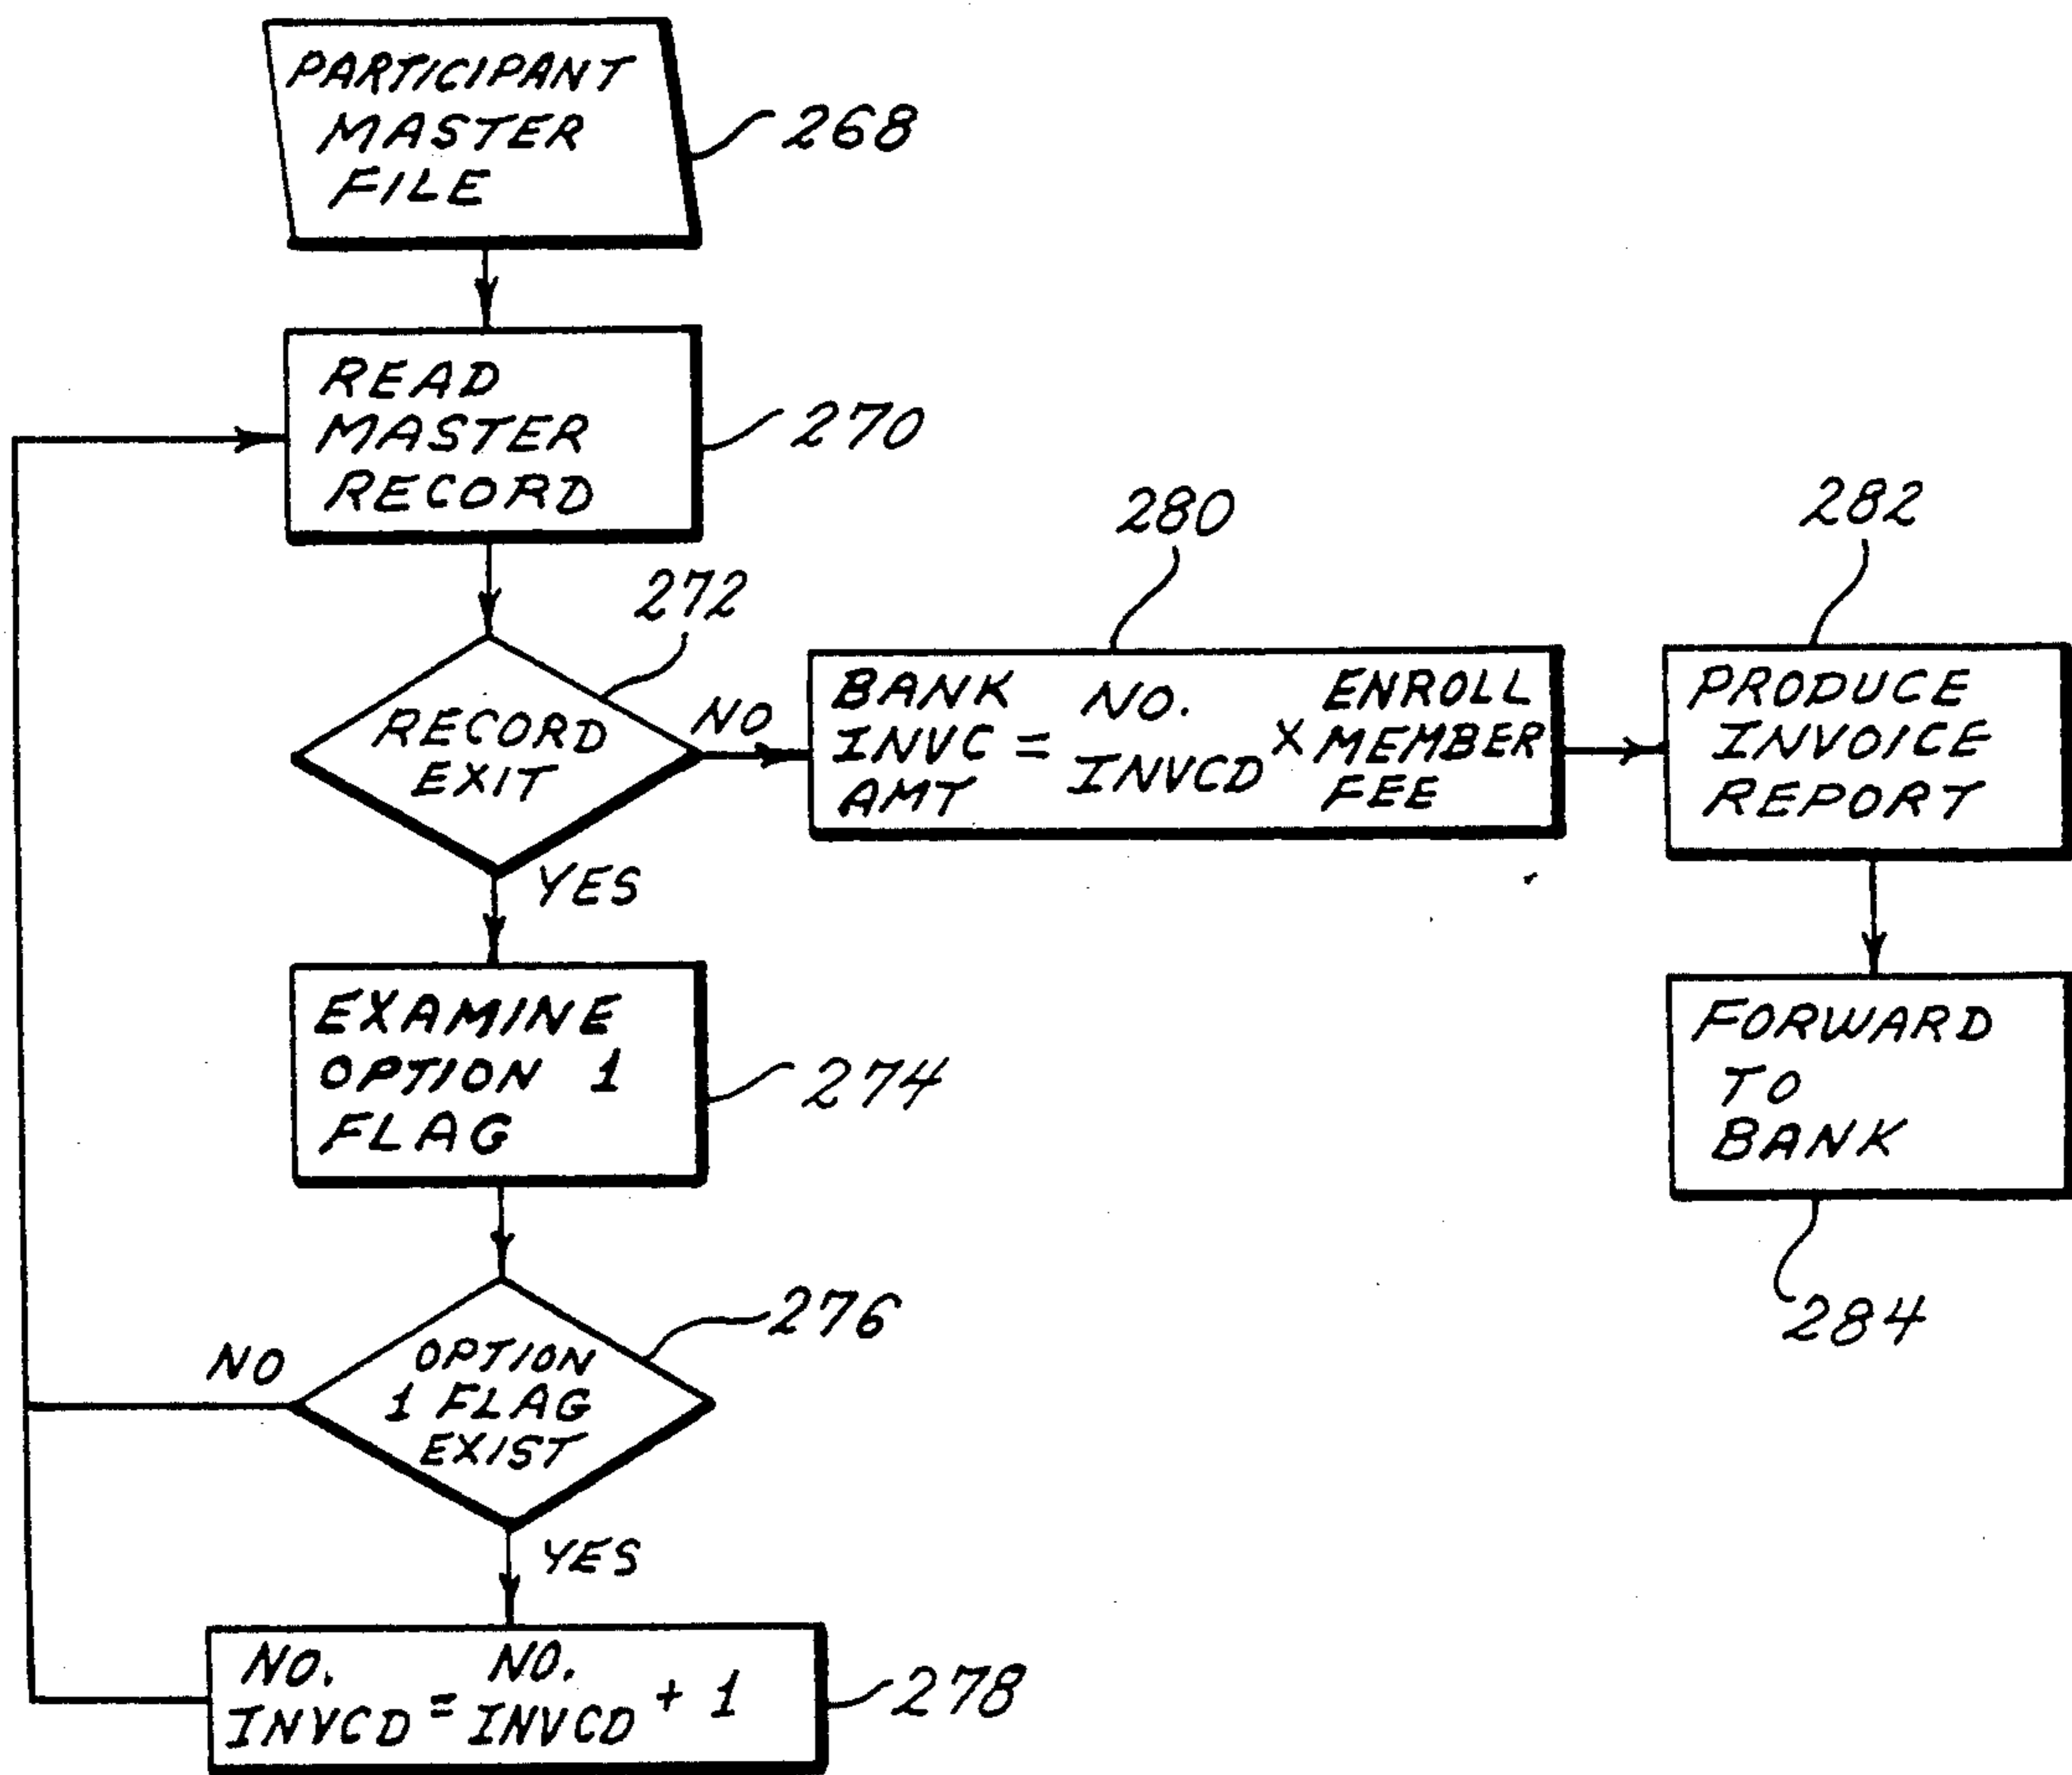 PARTICIPANT
MASTER
FILE
268
READ
MASTER
RECORD
270
272
RECORD
EXIT
NO
YES
280
BANK NO. ENROLL
INVC = INVCD X MEMBER
AMT FEE
282
PRODUCE
INVOICE
REPORT
FORWARD
TO
BANK
284
EXAMINE
OPTION 1
FLAG
274
276
OPTION
1 FLAG
EXIST
NO
YES
NO. NO.
INVCD = INVCD + 1
278